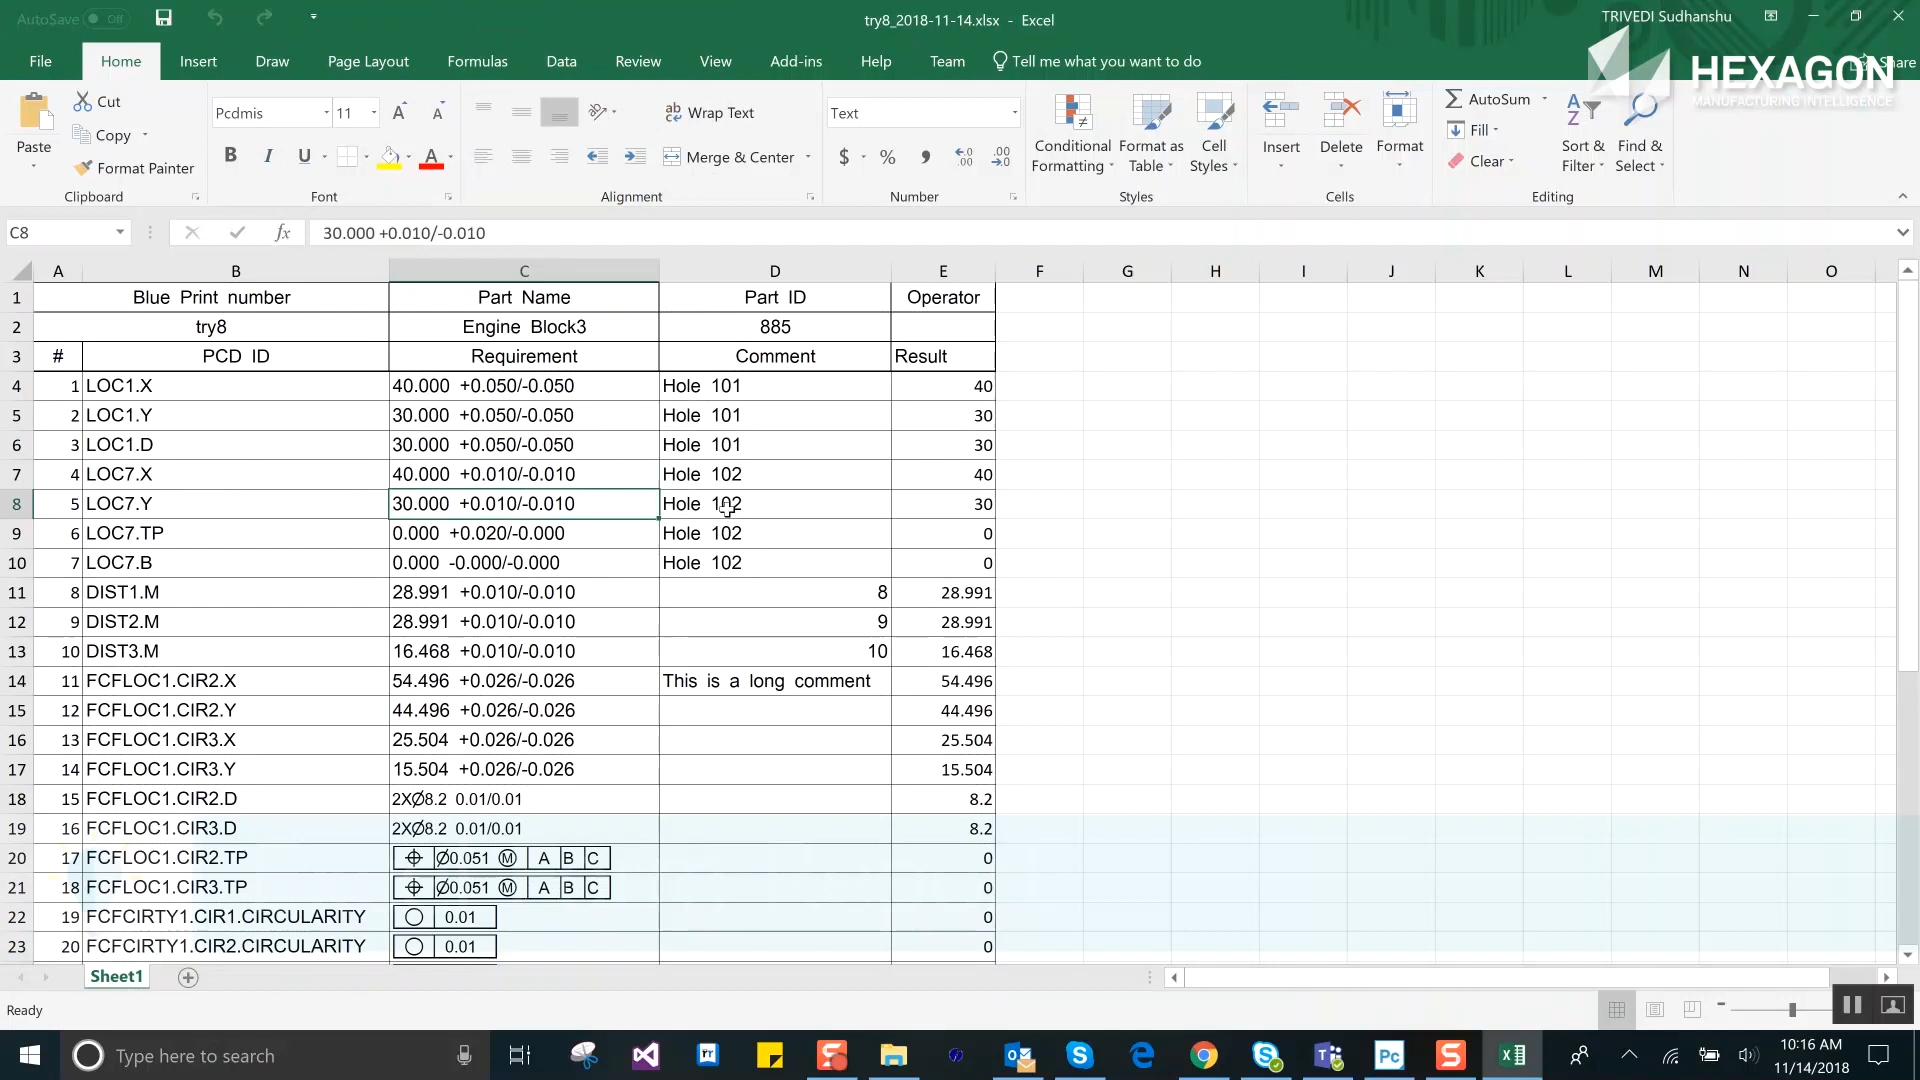 AutoSave Off
try8_2018-11-14.xlsx - Excel
TRIVEDI Sudhanshu
File Home Insert Draw Page Layout Formulas Data Review View Add-ins Help Team Tell me what you want to do Share
HEXAGON
MANUFACTURING INTELLIGENCE
Cut
Copy
Format Painter
Paste
Clipboard
Pcdmis 11
B I U
Font
Wrap Text
Merge & Center
Alignment
Text
$ % ,
Number
Conditional Formatting
Format as Table
Cell Styles
Styles
Insert Delete Format
Cells
AutoSum
Fill
Clear
Sort & Filter
Find & Select
Editing
C8 fx 30.000 +0.010/-0.010
A B C D E F G H I J K L M N O
1 Blue Print number Part Name Part ID Operator
2 try8 Engine Block3 885
3 # PCD ID Requirement Comment Result
4 1 LOC1.X 40.000 +0.050/-0.050 Hole 101 40
5 2 LOC1.Y 30.000 +0.050/-0.050 Hole 101 30
6 3 LOC1.D 30.000 +0.050/-0.050 Hole 101 30
7 4 LOC7.X 40.000 +0.010/-0.010 Hole 102 40
8 5 LOC7.Y 30.000 +0.010/-0.010 Hole 102 30
9 6 LOC7.TP 0.000 +0.020/-0.000 Hole 102 0
10 7 LOC7.B 0.000 -0.000/-0.000 Hole 102 0
11 8 DIST1.M 28.991 +0.010/-0.010 8 28.991
12 9 DIST2.M 28.991 +0.010/-0.010 9 28.991
13 10 DIST3.M 16.468 +0.010/-0.010 10 16.468
14 11 FCFLOC1.CIR2.X 54.496 +0.026/-0.026 This is a long comment 54.496
15 12 FCFLOC1.CIR2.Y 44.496 +0.026/-0.026 44.496
16 13 FCFLOC1.CIR3.X 25.504 +0.026/-0.026 25.504
17 14 FCFLOC1.CIR3.Y 15.504 +0.026/-0.026 15.504
18 15 FCFLOC1.CIR2.D 2X∅8.2 0.01/0.01 8.2
19 16 FCFLOC1.CIR3.D 2X∅8.2 0.01/0.01 8.2
20 17 FCFLOC1.CIR2.TP ⌖ ∅0.051 Ⓜ A B C 0
21 18 FCFLOC1.CIR3.TP ⌖ ∅0.051 Ⓜ A B C 0
22 19 FCFCIRTY1.CIR1.CIRCULARITY ○ 0.01 0
23 20 FCFCIRTY1.CIR2.CIRCULARITY ○ 0.01 0
Sheet1
Ready
Type here to search
10:16 AM
11/14/2018